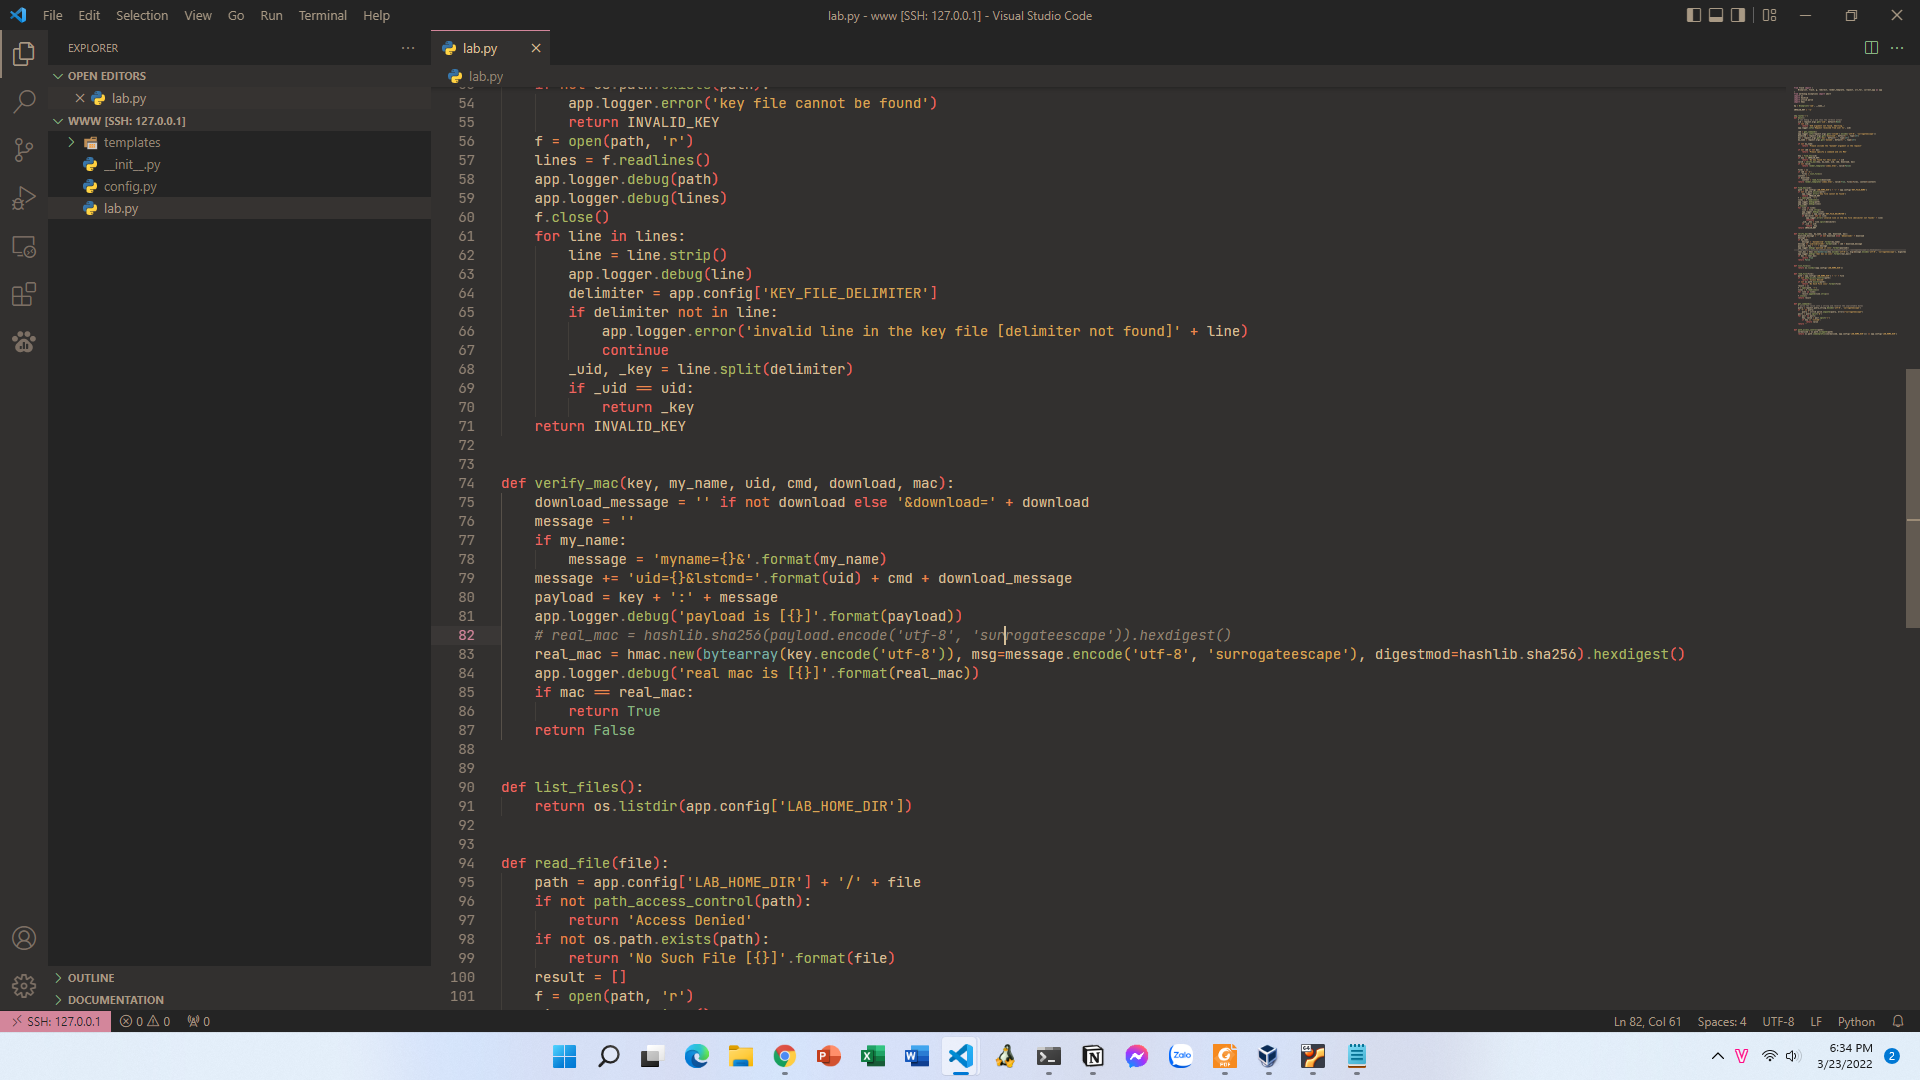 File Edit Selection View Go Run Terminal Help
lab.py - www [SSH: 127.0.0.1] - Visual Studio Code
EXPLORER
lab.py
OPEN EDITORS
lab.py
lab.py
WWW [SSH: 127.0.0.1]
templates
__init__.py
config.py
lab.py
54 app.logger.error('key file cannot be found')
55 return INVALID_KEY
56 f = open(path, 'r')
57 lines = f.readlines()
58 app.logger.debug(path)
59 app.logger.debug(lines)
60 f.close()
61 for line in lines:
62 line = line.strip()
63 app.logger.debug(line)
64 delimiter = app.config['KEY_FILE_DELIMITER']
65 if delimiter not in line:
66 app.logger.error('invalid line in the key file [delimiter not found]' + line)
67 continue
68 _uid, _key = line.split(delimiter)
69 if _uid == uid:
70 return _key
71 return INVALID_KEY
72
73
74 def verify_mac(key, my_name, uid, cmd, download, mac):
75 download_message = '' if not download else '&download=' + download
76 message = ''
77 if my_name:
78 message = 'myname={}&'.format(my_name)
79 message += 'uid={}&lstcmd='.format(uid) + cmd + download_message
80 payload = key + ':' + message
81 app.logger.debug('payload is [{}]'.format(payload))
82 # real_mac = hashlib.sha256(payload.encode('utf-8', 'surrogateescape')).hexdigest()
83 real_mac = hmac.new(bytearray(key.encode('utf-8')), msg=message.encode('utf-8', 'surrogateescape'), digestmod=hashlib.sha256).hexdigest()
84 app.logger.debug('real mac is [{}]'.format(real_mac))
85 if mac == real_mac:
86 return True
87 return False
88
89
90 def list_files():
91 return os.listdir(app.config['LAB_HOME_DIR'])
92
93
94 def read_file(file):
95 path = app.config['LAB_HOME_DIR'] + '/' + file
96 if not path_access_control(path):
97 return 'Access Denied'
98 if not os.path.exists(path):
99 return 'No Such File [{}]'.format(file)
100 result = []
101 f = open(path, 'r')
OUTLINE
DOCUMENTATION
SSH: 127.0.0.1 0 0 0
Ln 82, Col 61 Spaces: 4 UTF-8 LF Python
6:34 PM
3/23/2022
2